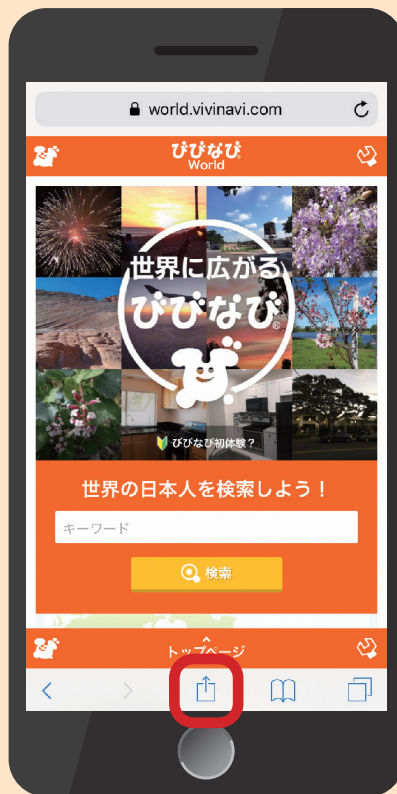 world.vivinavi.com
びびなび®
World
世界に広がる
びびなび®
びびなび初体験？
世界の日本人を検索しよう！
キーワード
検索
トップページ